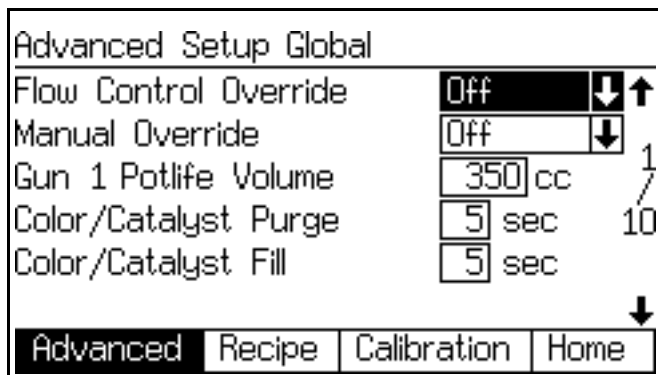 Advanced Setup Global
Flow Control Override Off
Manual Override Off
Gun 1 Potlife Volume 350 cc
Color/Catalyst Purge 5 sec
Color/Catalyst Fill 5 sec
1/10
Advanced Recipe Calibration Home